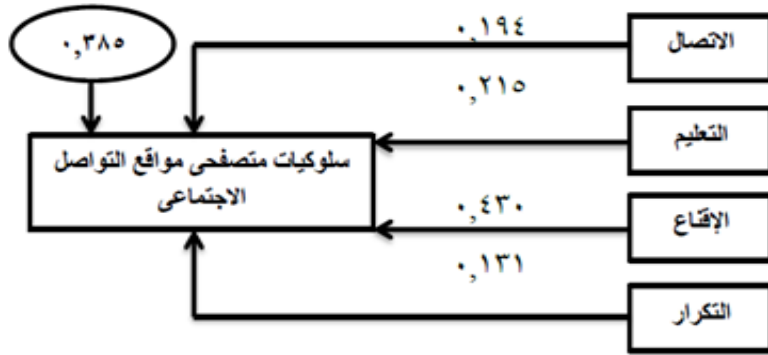 ٠,٣٨٥
٠,١٩٤
الاتصال
٠,٢١٥
التعليم
سلوكيات متصفحى مواقع التواصل
الاجتماعى
٠,٤٣٠
الإقناع
٠,١٣١
التكرار